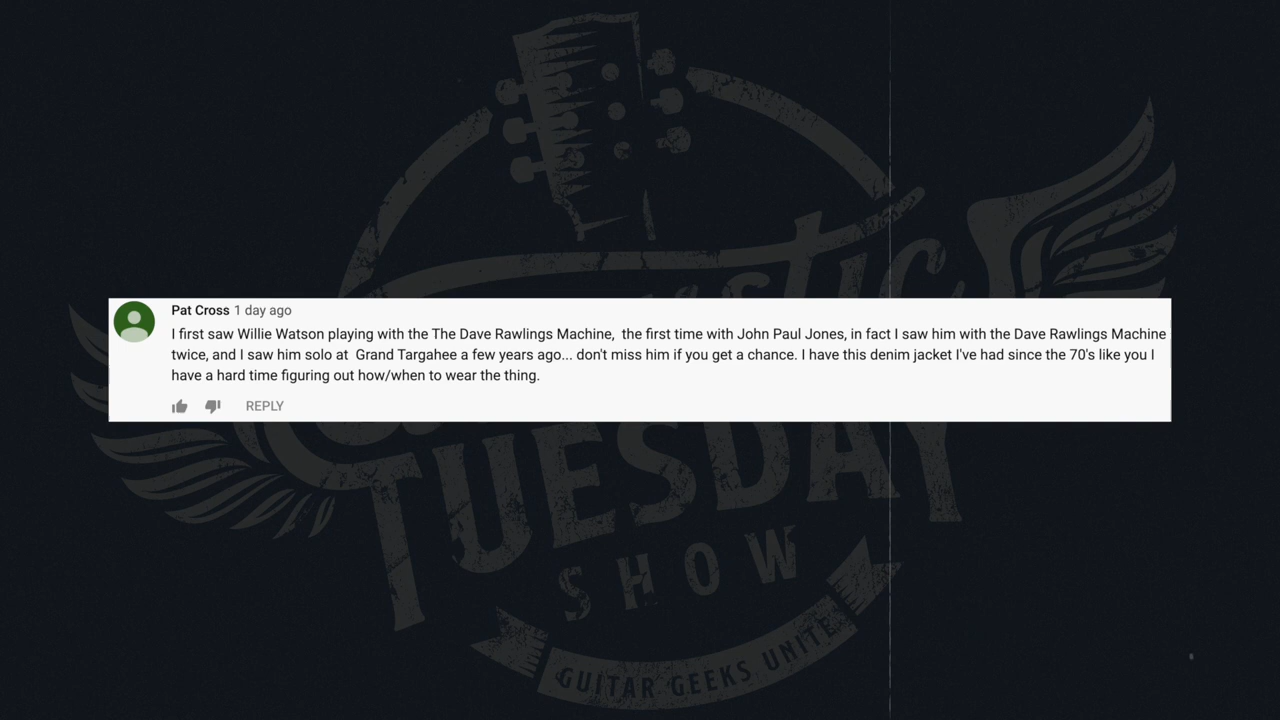 Pat Cross 1 day ago
I first saw Willie Watson playing with the The Dave Rawlings Machine,  the first time with John Paul Jones, in fact I saw him with the Dave Rawlings Machine
twice, and I saw him solo at  Grand Targahee a few years ago... don't miss him if you get a chance. I have this denim jacket I've had since the 70's like you I
have a hard time figuring out how/when to wear the thing.
REPLY
TUESDAY
SHOW
GUITAR GEEKS UNITE